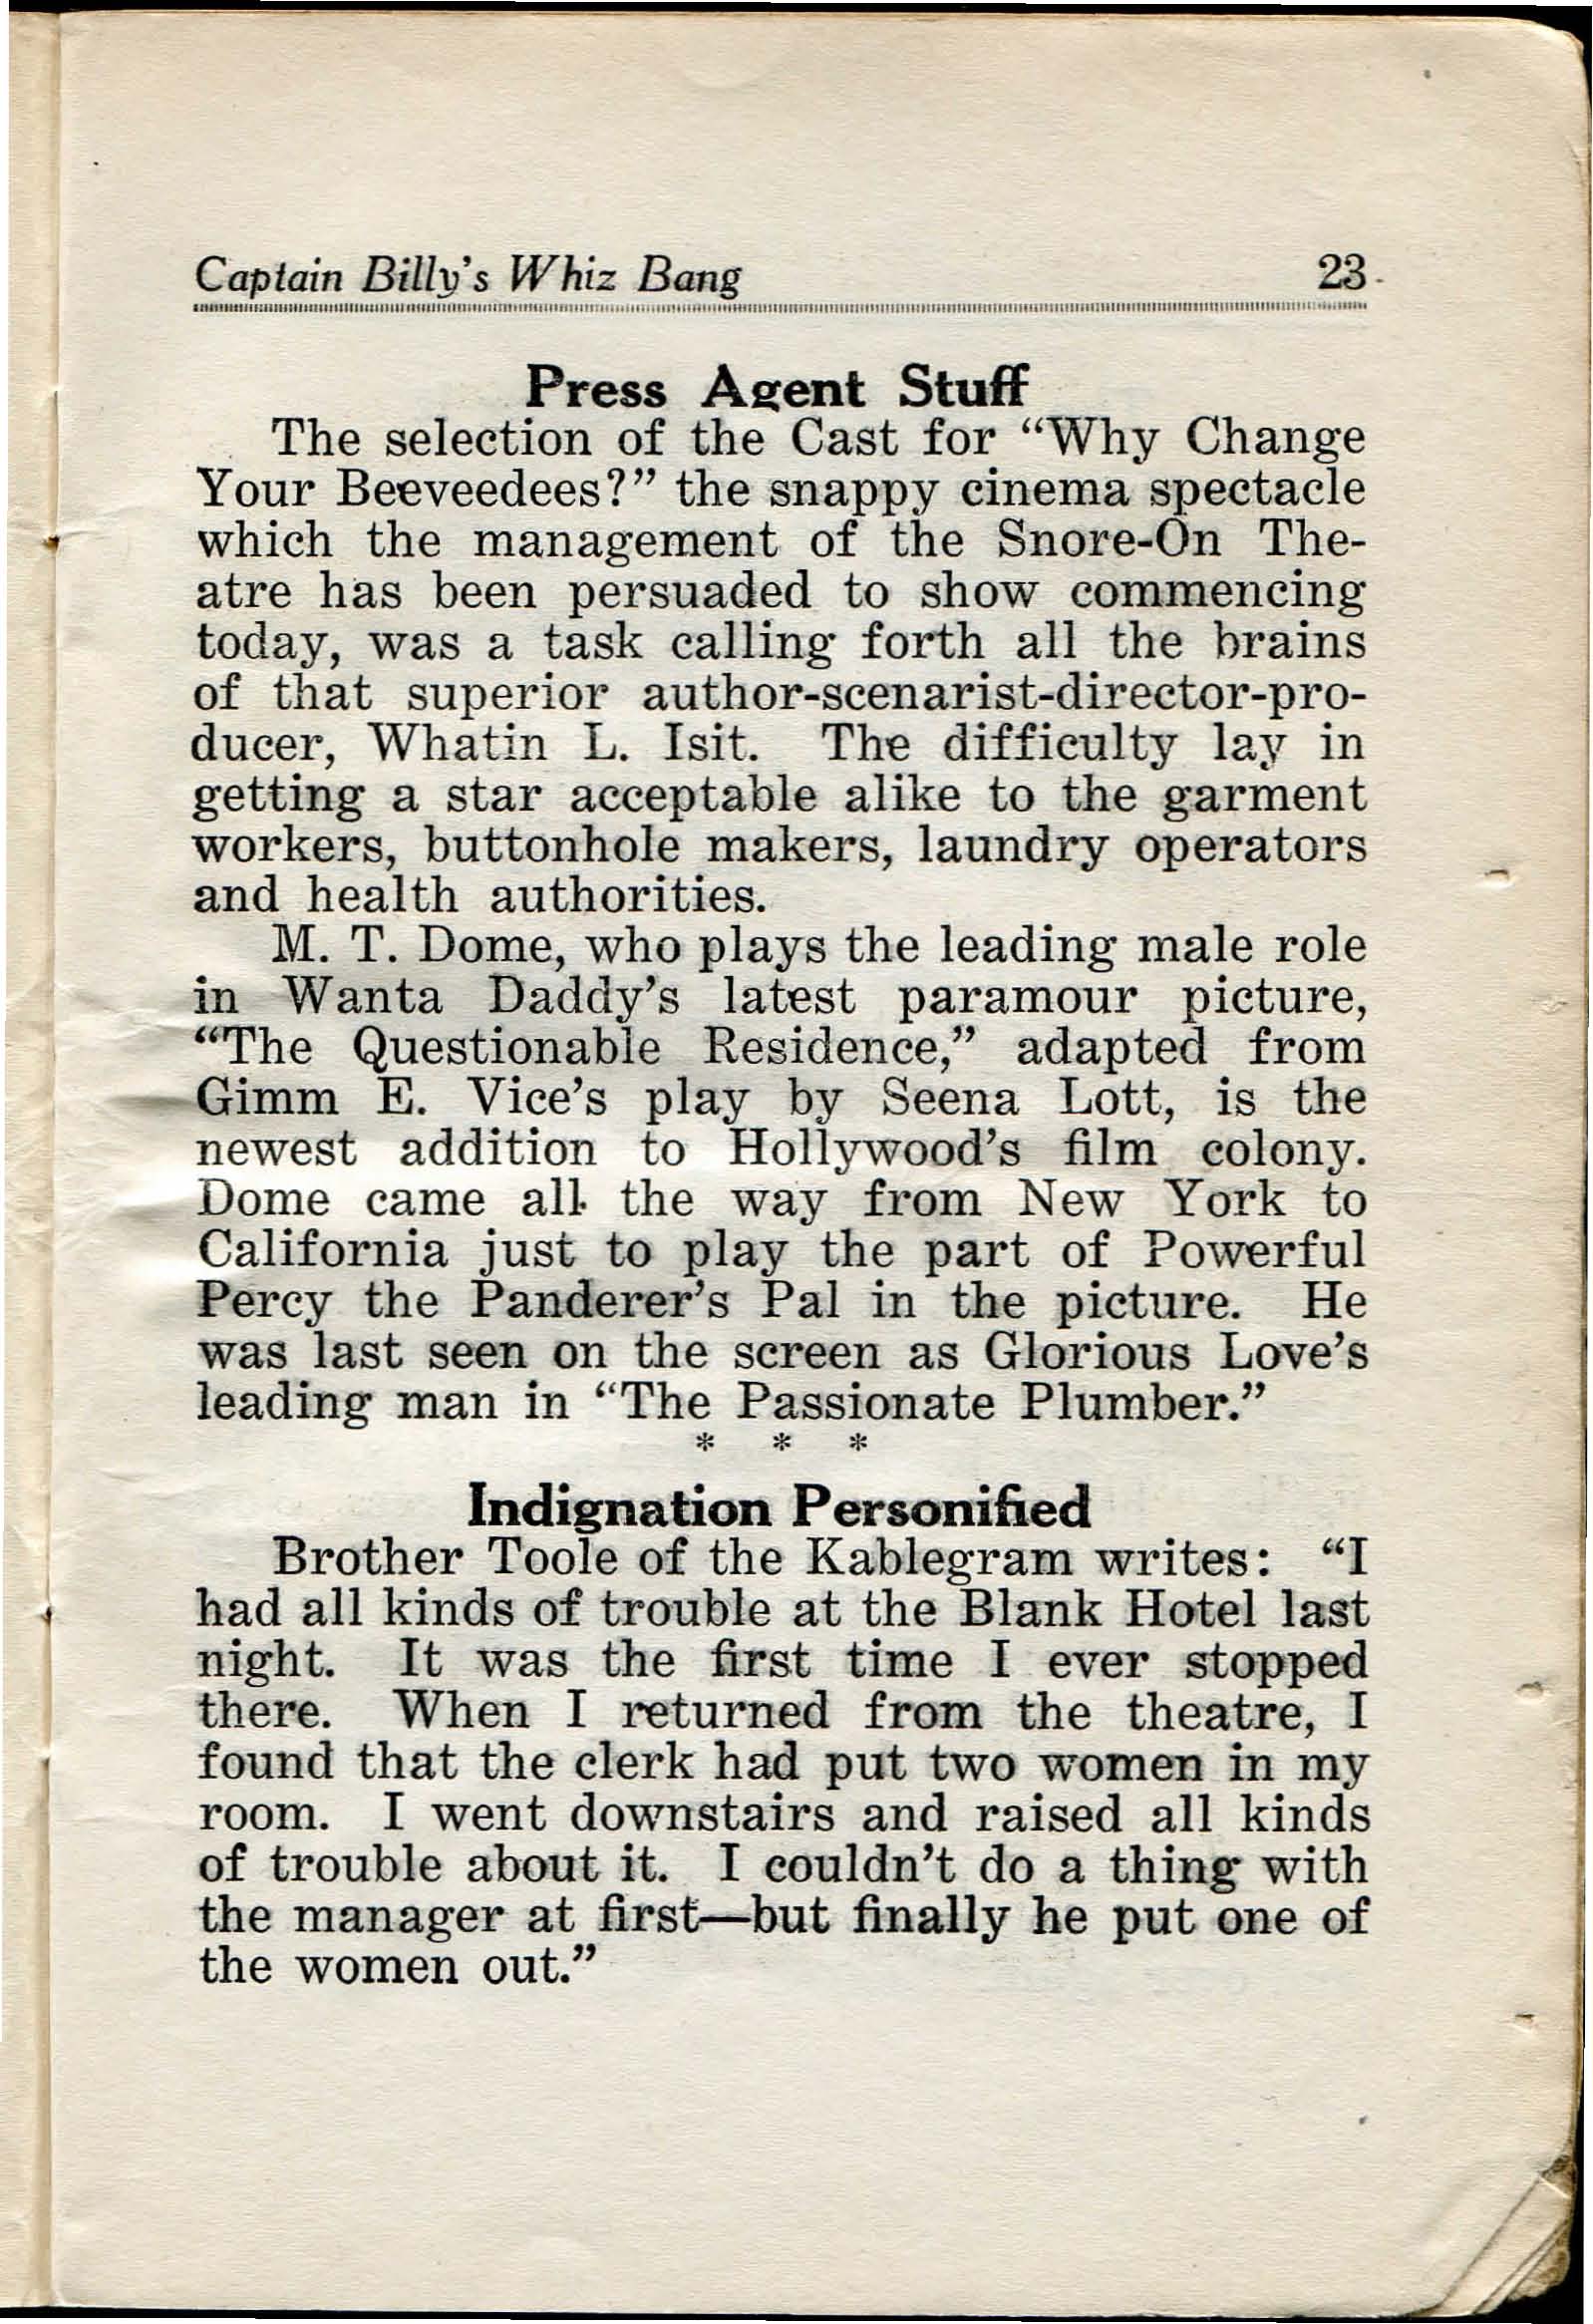 Captain Billy's Whiz Bang 23
Press Agent Stuff
The selection of the Cast for “Why Change
Your Beeveedees?” the snappy cinema spectacle
which the management of the Snore-On The-
atre has been persuaded to show commencing
today, was a task calling forth all the brains
of that superior author-scenarist-director-pro-
ducer, Whatin L. Isit. The difficulty lay in
getting a star acceptable alike to the garment
workers, buttonhole makers, laundry operators
and health authorities.
M. T. Dome, who plays the leading male role
in Wanta Daddy's latest paramour picture,
“The Questionable Residence,” adapted from
Gimm E. Vice's play by Seena Lott, is the
newest addition to Hollywood's film colony.
Dome came all the way from New York to
California just to play the part of Powerful
Percy the Panderer's Pal in the picture. He
was last seen on the screen as Glorious Love's
leading man in “The Passionate Plumber.”
* * *
Indignation Personified
Brother Toole of the Kablegram writes: “I
had all kinds of trouble at the Blank Hotel last
night. It was the first time I ever stopped
there. When I returned from the theatre, I
found that the clerk had put two women in my
room. I went downstairs and raised all kinds
of trouble about it. I couldn't do a thing with
the manager at first—but finally he put one of
the women out.”